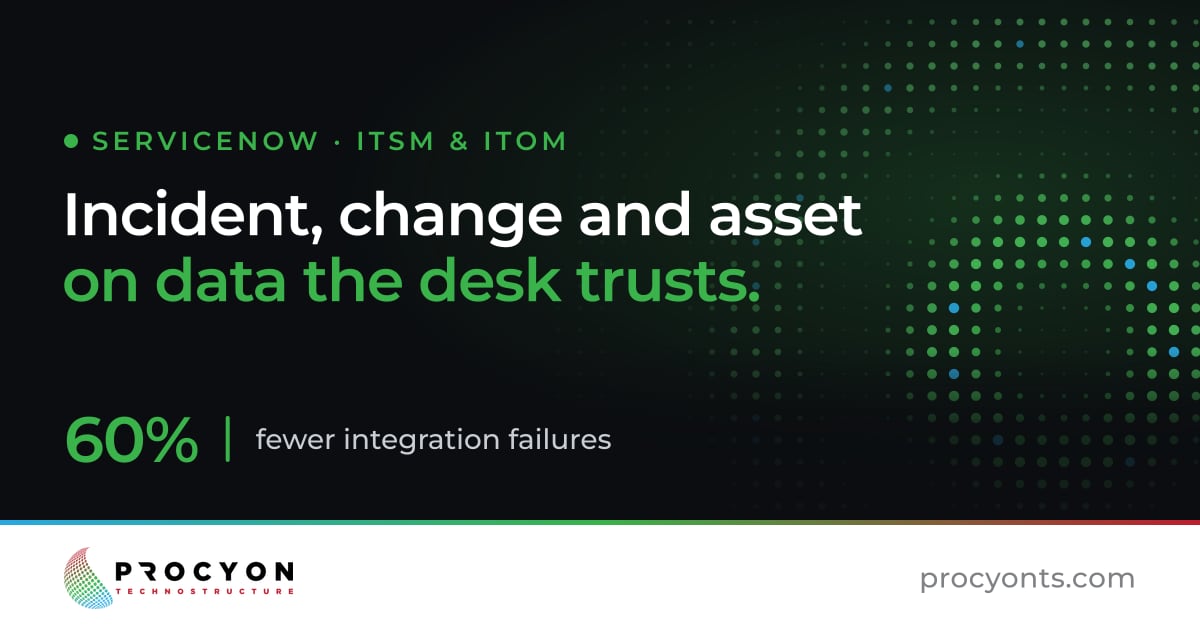 SERVICENOW · ITSM & ITOM
Incident, change and asset
on data the desk trusts.
60% | fewer integration failures
PROCYON
TECHNOSTRUCTURE
procyonts.com